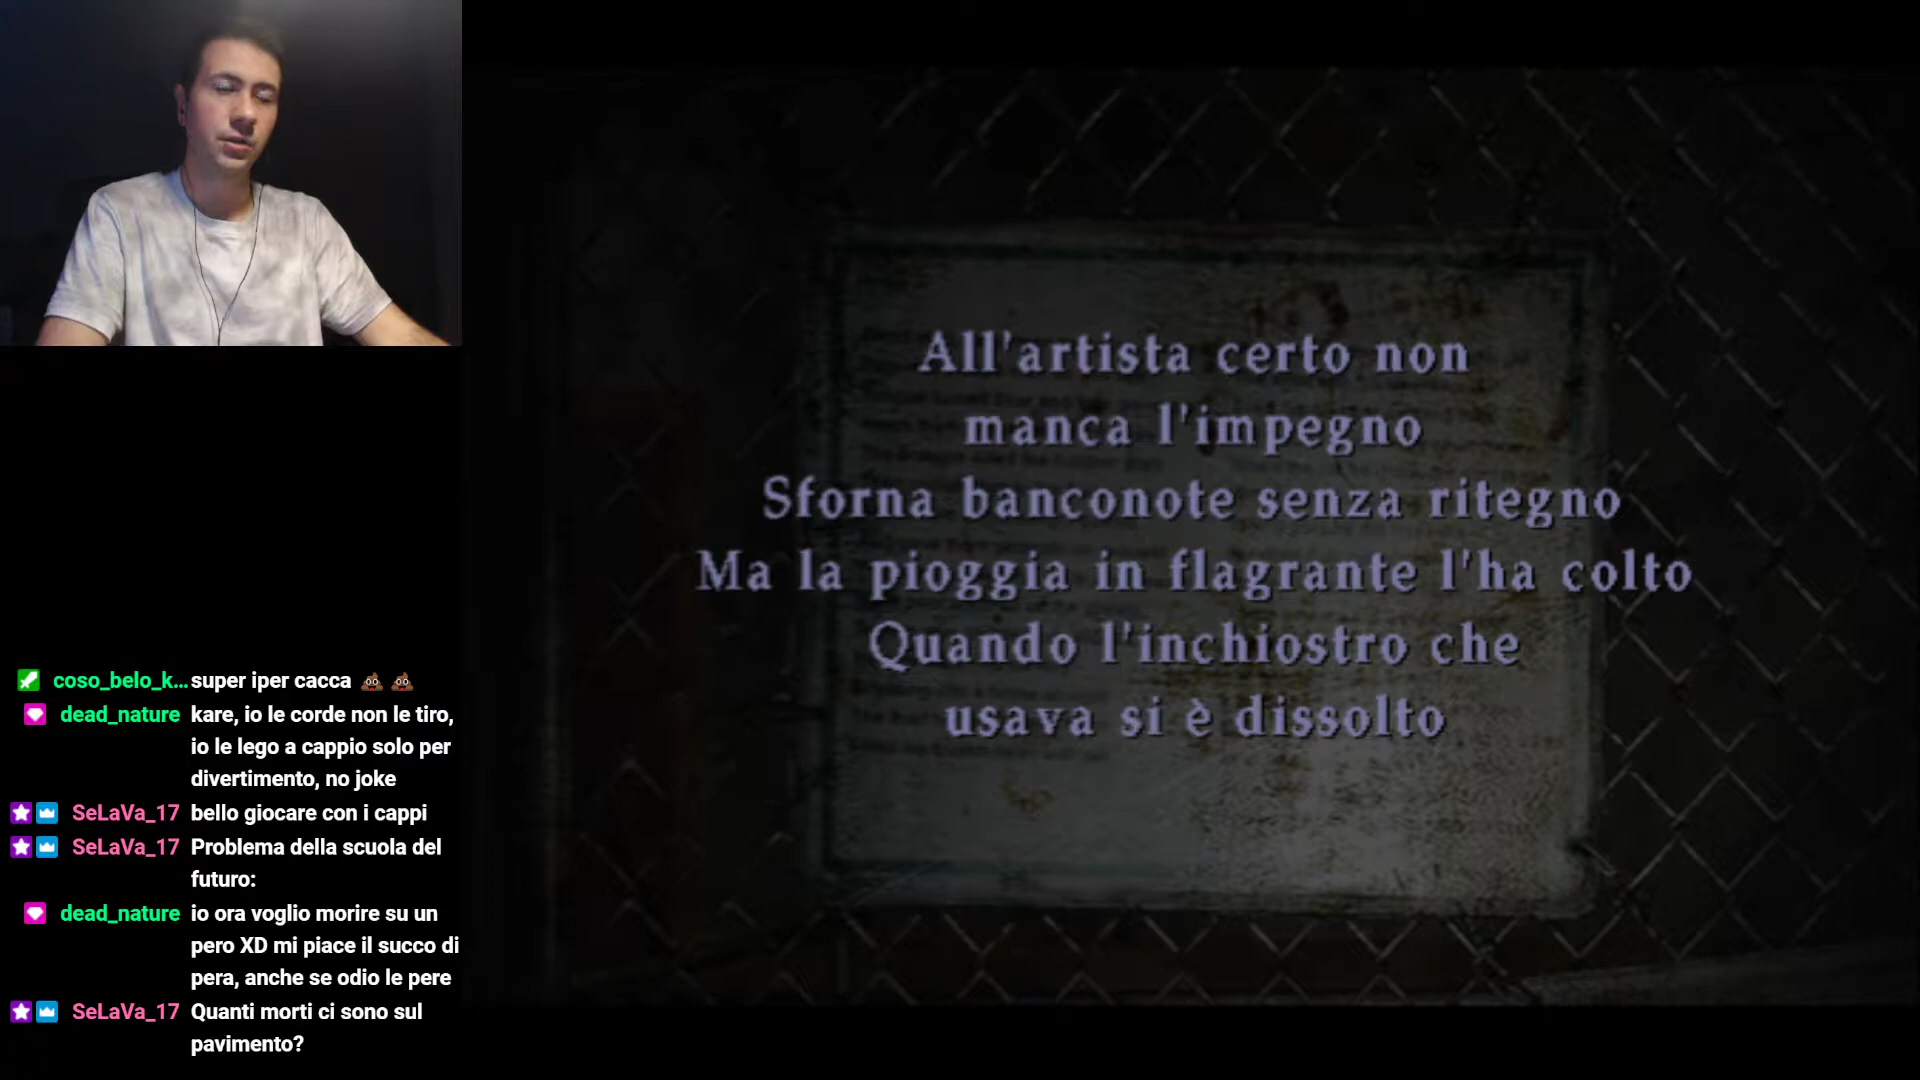 All'artista certo non
manca l'impegno
Sforna banconote senza ritegno
Ma la pioggia in flagrante l'ha colto
Quando l'inchiostro che
usava si è dissolto
coso_belo_k... super iper cacca 💩 💩
dead_nature kare, io le corde non le tiro,
io le lego a cappio solo per
divertimento, no joke
SeLaVa_17 bello giocare con i cappi
SeLaVa_17 Problema della scuola del
futuro:
dead_nature io ora voglio morire su un
pero XD mi piace il succo di
pera, anche se odio le pere
SeLaVa_17 Quanti morti ci sono sul
pavimento?